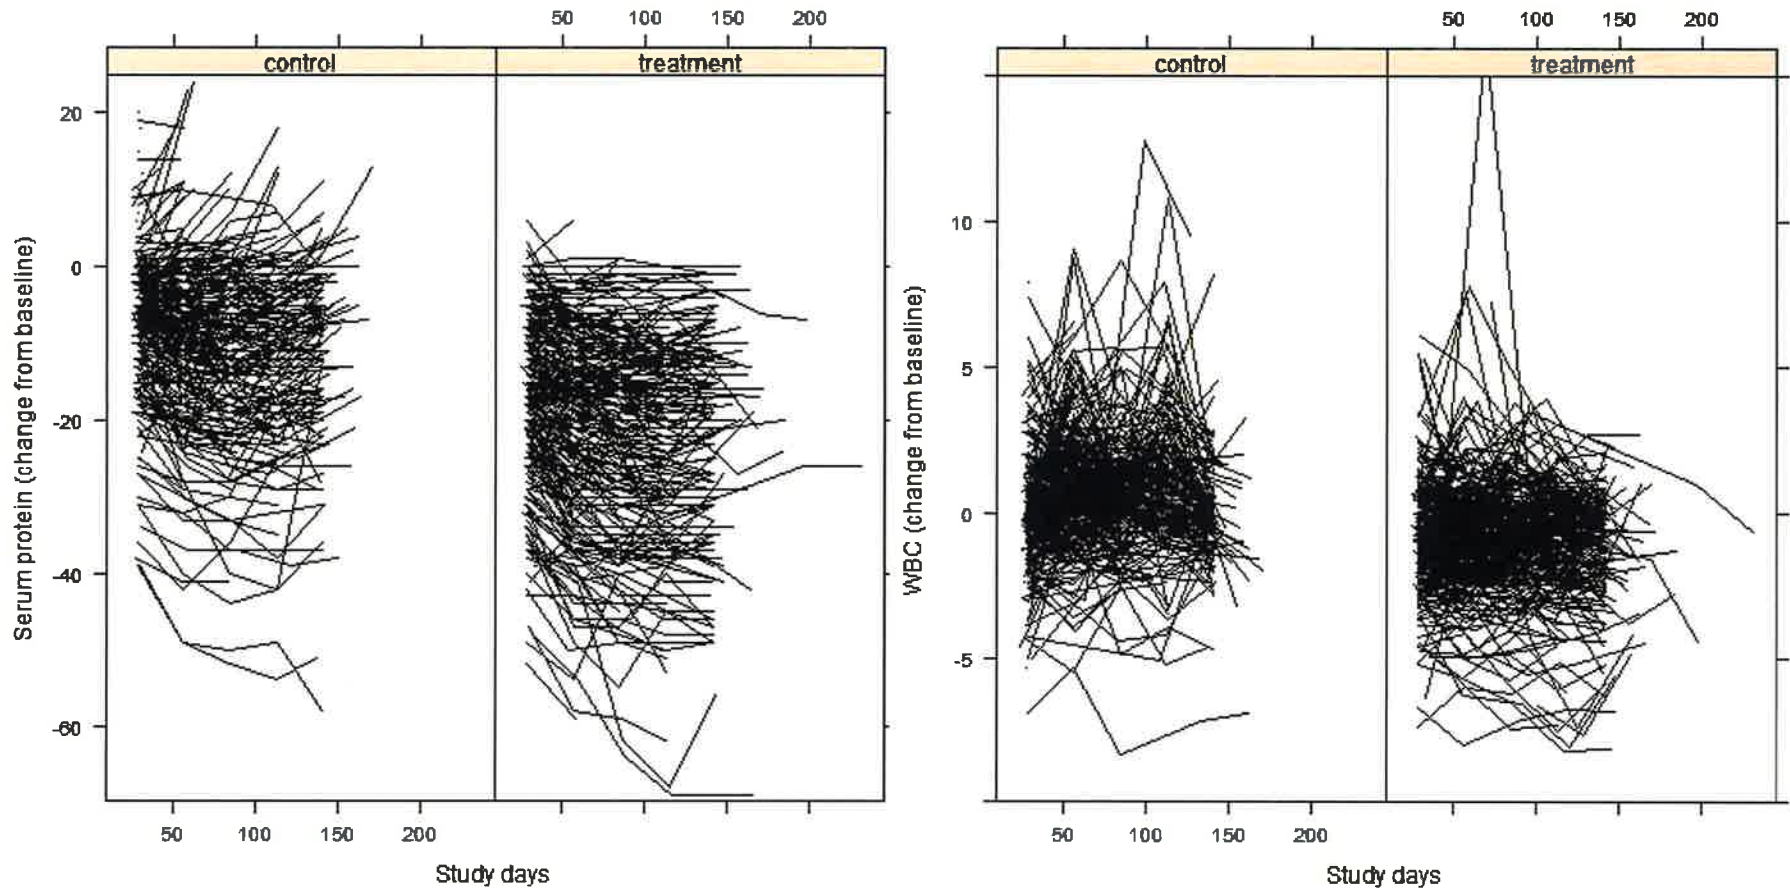 50 100 150 200
control treatment
20
0
-20
-40
-60
Serum protein (change from baseline)
50 100 150 200
Study days
50 100 150 200
control treatment
10
5
0
-5
WBC (change from baseline)
50 100 150 200
Study days